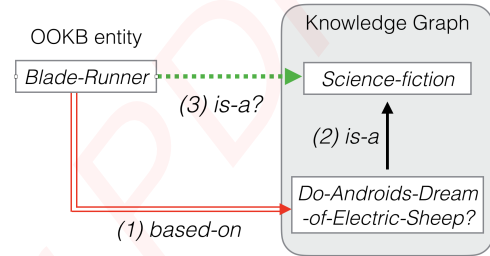 OOKB entity
Knowledge Graph
Blade-Runner
Science-fiction
(3) is-a?
(2) is-a
Do-Androids-Dream
-of-Electric-Sheep?
(1) based-on